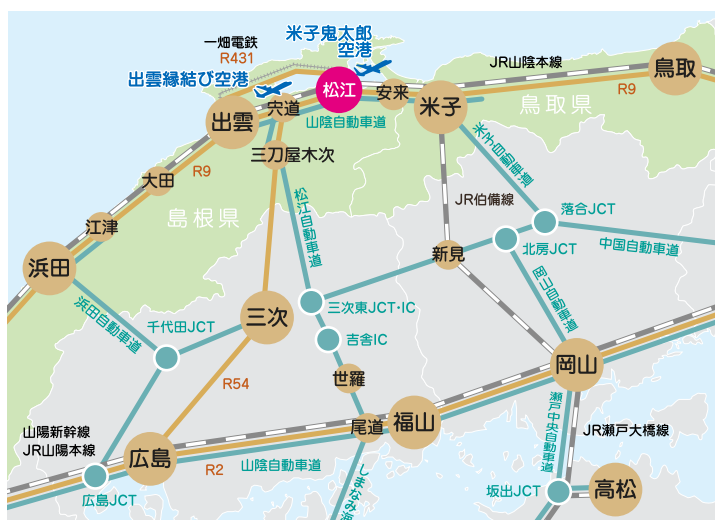 米子鬼太郎
空港
一畑電鉄
R431
出雲縁結び空港
JR山陰本線
鳥取
松江
安来
米子
R9
鳥取県
宍道
出雲
山陰自動車道
三刀屋木次
米子自動車道
R9
大田
島根県
松江自動車道
JR伯備線
落合JCT
江津
北房JCT
中国自動車道
新見
浜田
岡山自動車道
浜田自動車道
千代田JCT
三次
三次東JCT・IC
吉舎IC
岡山
世羅
R54
瀬戸中央自動車道
福山
尾道
山陽新幹線
JR山陽本線
JR瀬戸大橋線
広島
R2
山陰自動車道
しまなみ海
坂出JCT
高松
広島JCT